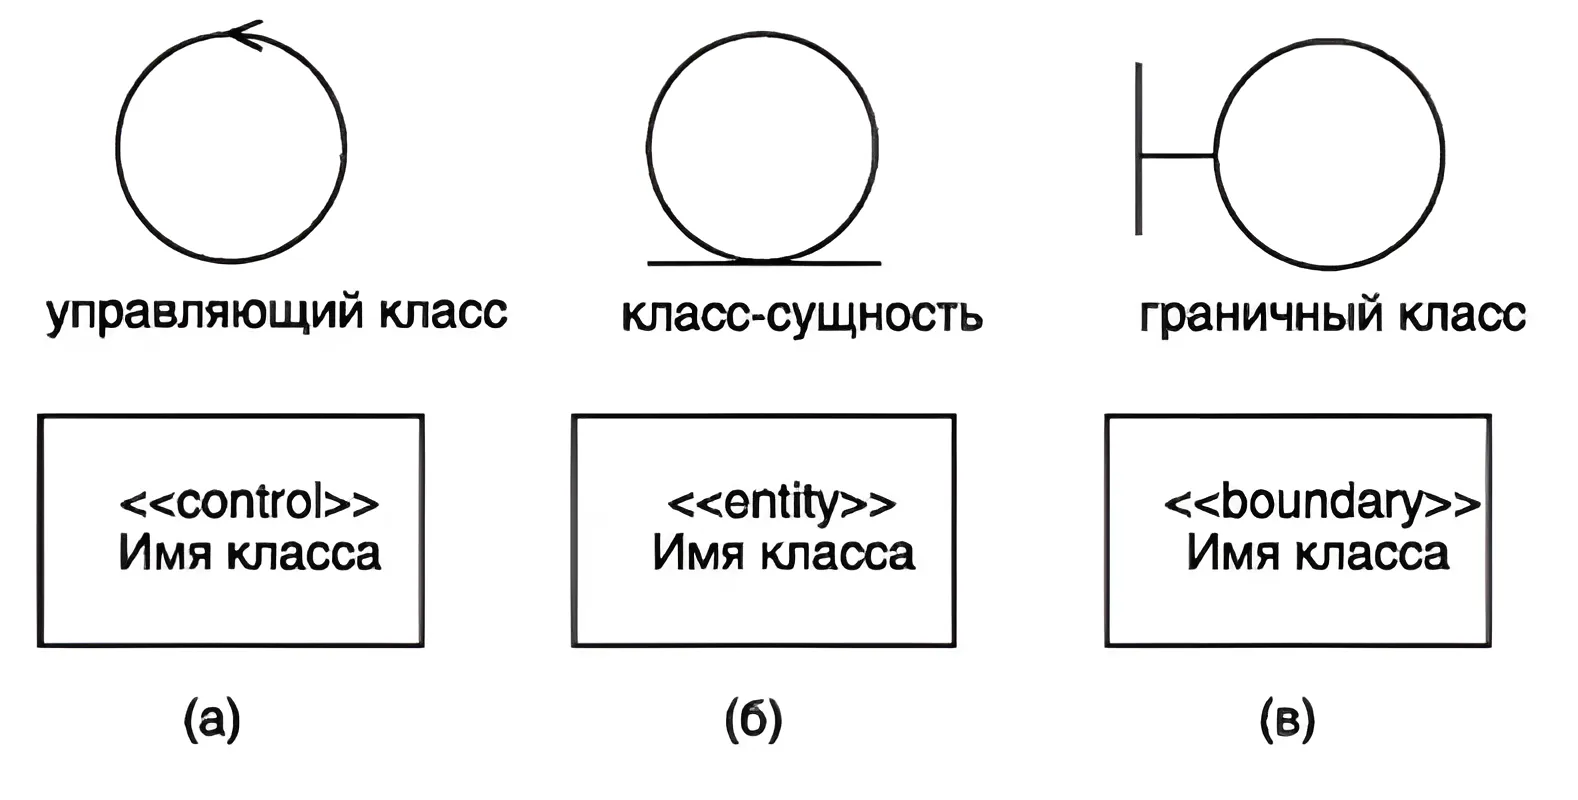 управляющий класс
класс-сущность
граничный класс
<<control>>
Имя класса
<<entity>>
Имя класса
<<boundary>>
Имя класса
(а)
(б)
(в)